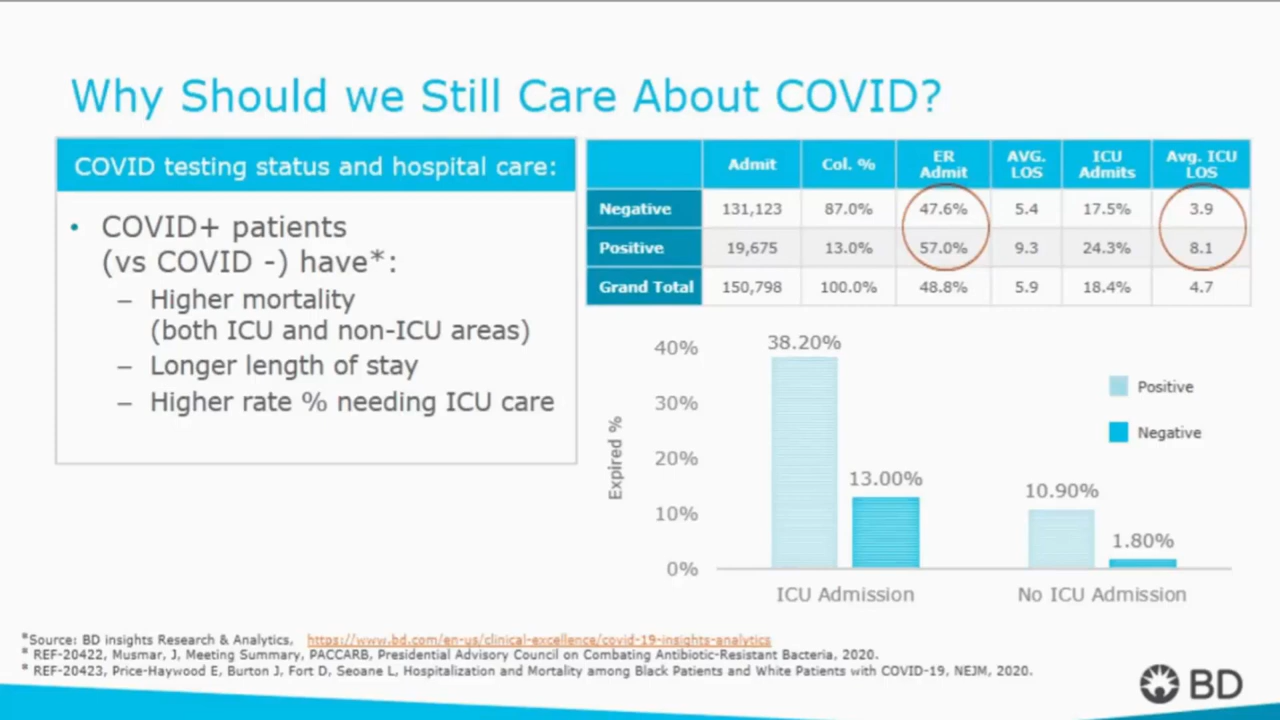 Why Should we Still Care About COVID?
COVID testing status and hospital care:
• COVID+ patients
(vs COVID -) have*:
– Higher mortality
(both ICU and non-ICU areas)
– Longer length of stay
– Higher rate % needing ICU care
Admit Col. % ER Admit AVG. LOS ICU Admits Avg. ICU LOS
Negative 131,123 87.0% 47.6% 5.4 17.5% 3.9
Positive 19,675 13.0% 57.0% 9.3 24.3% 8.1
Grand Total 150,798 100.0% 48.8% 5.9 18.4% 4.7
Expired %
40%
30%
20%
10%
0%
38.20%
13.00%
10.90%
1.80%
ICU Admission
No ICU Admission
Positive
Negative
*Source: BD insights Research & Analytics, https://www.bd.com/en-us/clinical-excellence/covid-19-insights-analytics
* REF-20422, Musmar, J, Meeting Summary, PACCARB, Presidential Advisory Council on Combating Antibiotic-Resistant Bacteria, 2020.
* REF-20423, Price-Haywood E, Burton J, Fort D, Seoane L, Hospitalization and Mortality among Black Patients and White Patients with COVID-19, NEJM, 2020.
BD